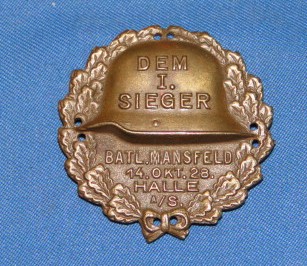 DEM
I.
SIEGER
BATL. MANSFELD
14. OKT. 28.
HALLE
A/S.